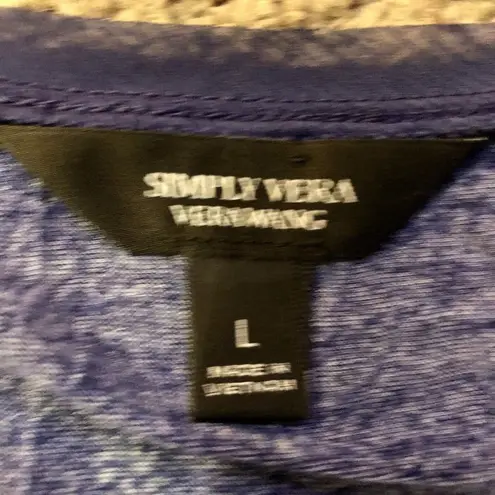 SIMPLY VERA
VERA WANG
L
MADE IN
VIETNAM